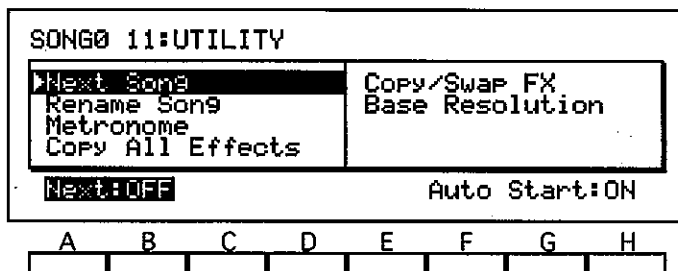 SONG0 11:UTILITY
Next Song
Rename Song
Metronome
Copy All Effects
Copy/Swap FX
Base Resolution
Next:OFF Auto Start:ON
A B C D E F G H